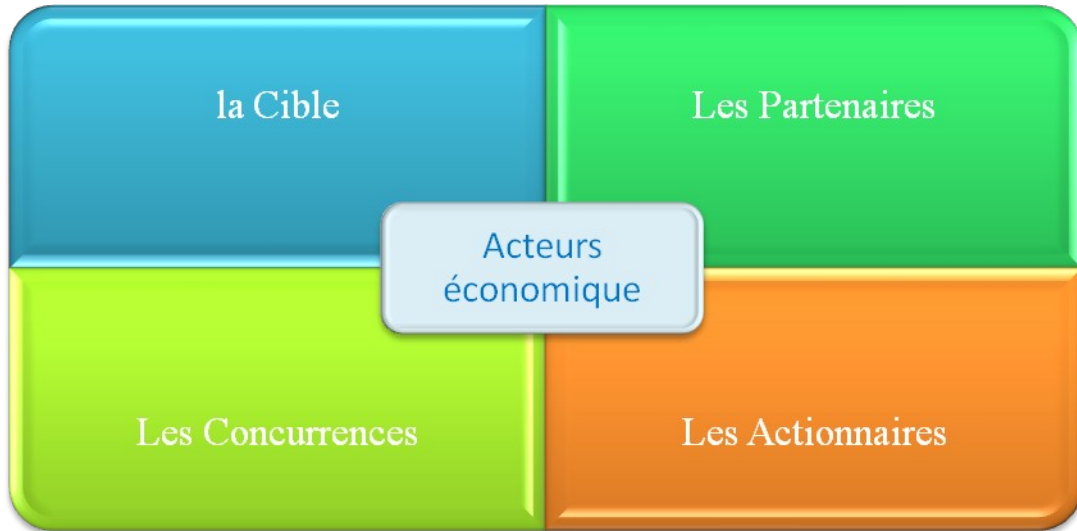 la Cible
Les Partenaires
Acteurs
économique
Les Concurrences
Les Actionnaires